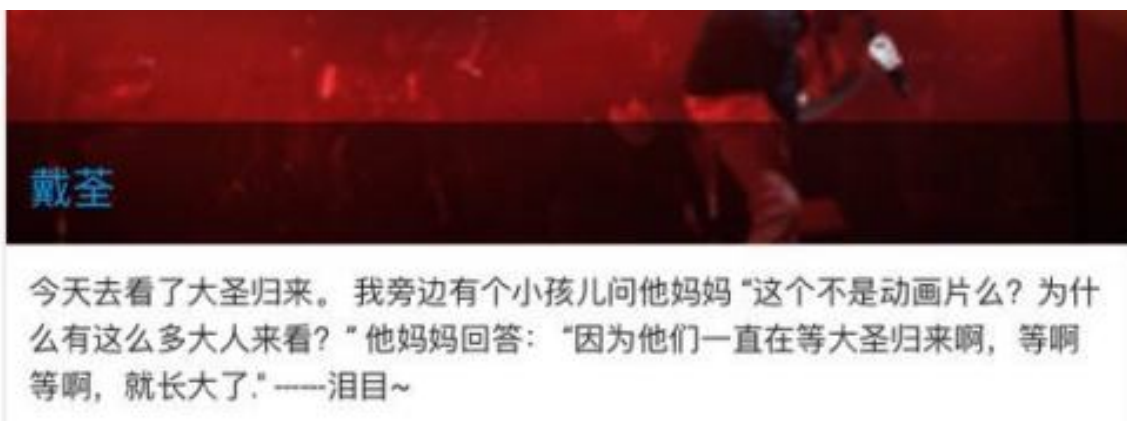 戴荃
今天去看了大圣归来。 我旁边有个小孩儿问他妈妈 “这个不是动画片么？为什
么有这么多大人来看？” 他妈妈回答： “因为他们一直在等大圣归来啊，等啊
等啊，就长大了." ------泪目~